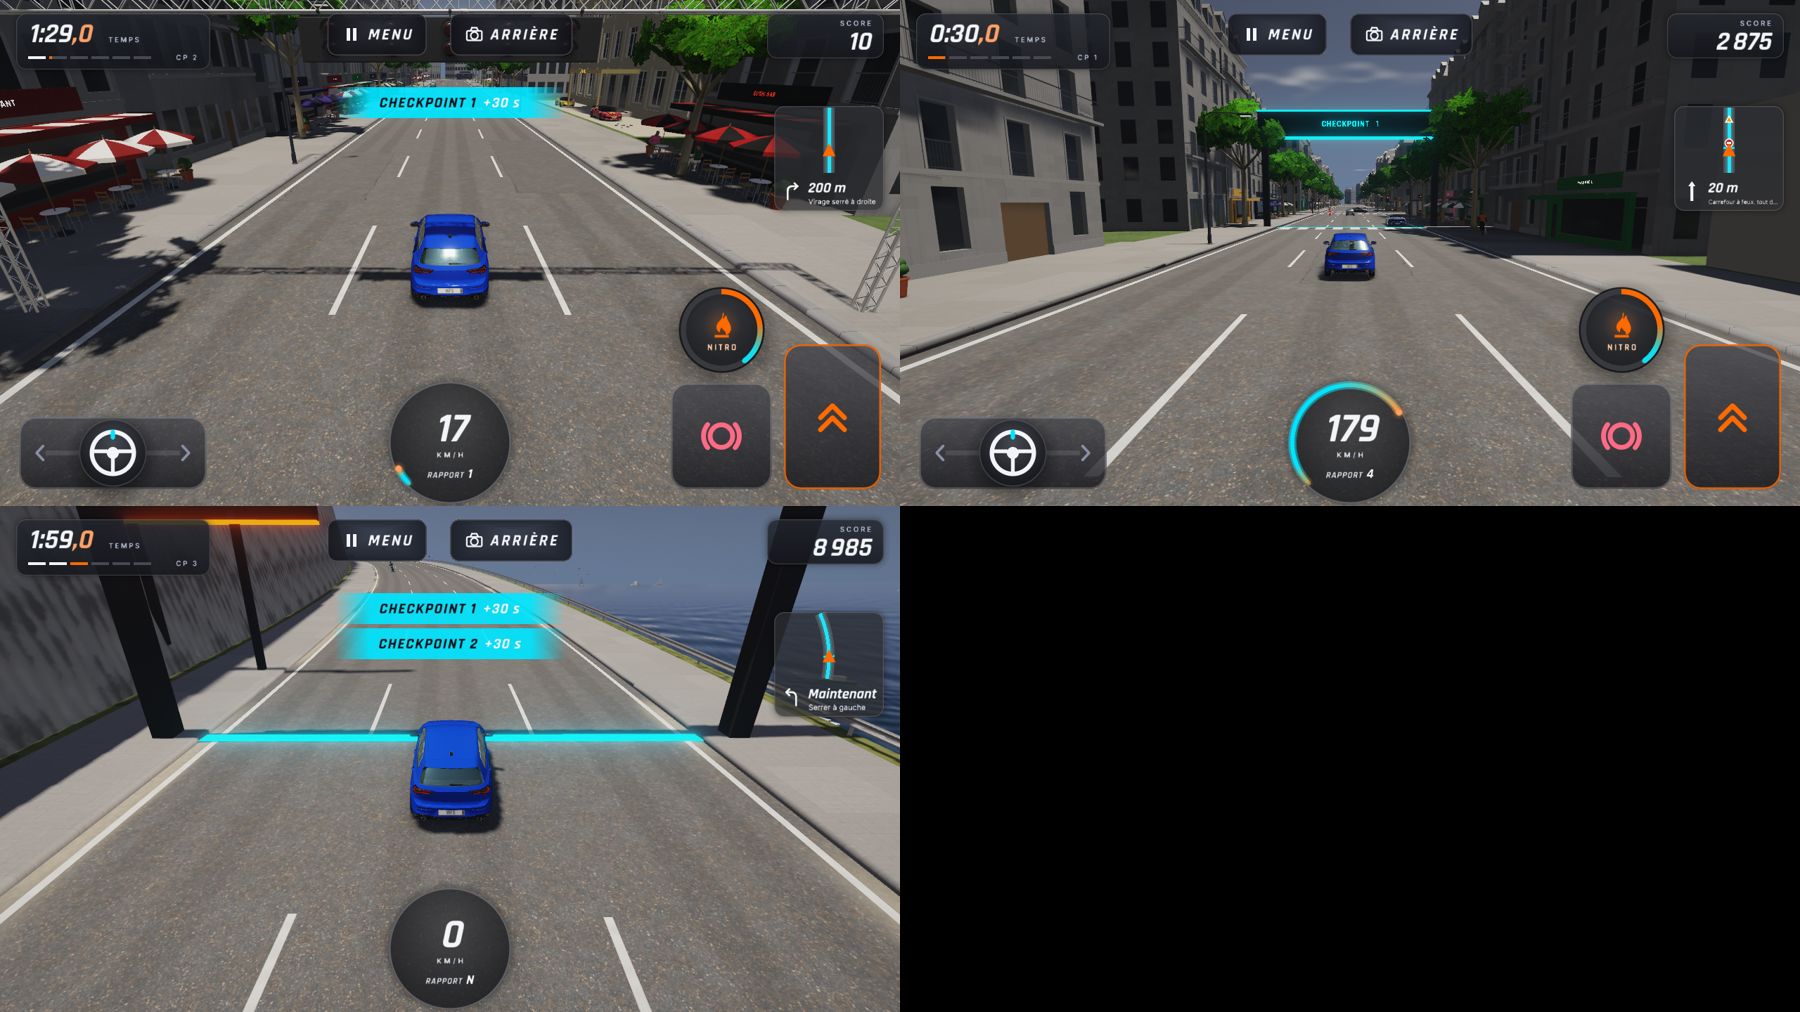 1:29,0 TEMPS
CP 2
MENU
ARRIÈRE
SCORE
10
CHECKPOINT 1 +30 s
200 m
Virage serré à droite
NITRO
17
KM/H
RAPPORT 1
0:30,0 TEMPS
CP 1
MENU
ARRIÈRE
SCORE
2 875
CHECKPOINT 1
20 m
Carrefour à feux, tout d...
NITRO
179
KM/H
RAPPORT 4
1:59,0 TEMPS
CP 3
MENU
ARRIÈRE
SCORE
8 985
CHECKPOINT 1 +30 s
CHECKPOINT 2 +30 s
Maintenant
Serrer à gauche
0
KM/H
RAPPORT N